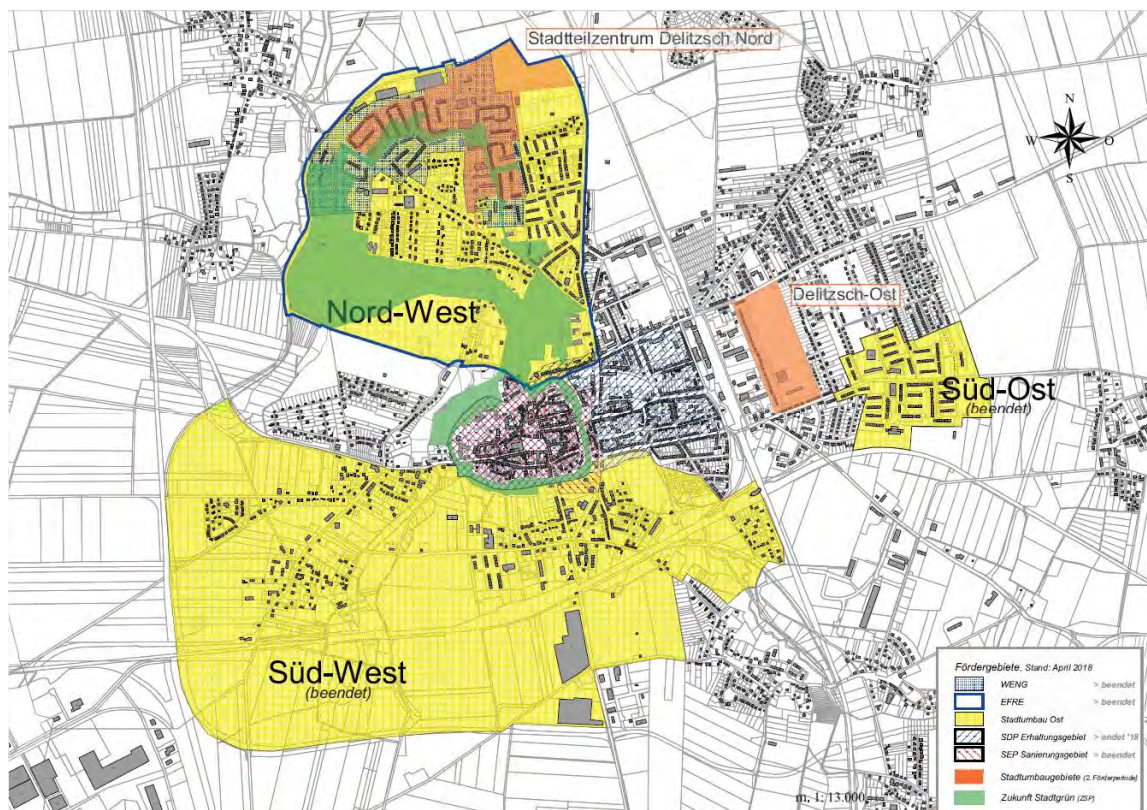 Stadtteilzentrum Delitzsch Nord
N
W O
S
Delitzsch-Ost
Nord-West
Süd-Ost
(beendet)
Süd-West
(beendet)
Fördergebiete, Stand: April 2018
WENG > beendet
EFRE > beendet
Stadtumbau Ost
SDP Erhaltungsgebiet > endet '18
SEP Sanierungsgebiet > beendet
Stadtumbaugebiete (2. Förderperiode)
Zukunft Stadtgrün (ZSP)
m, 1: 13.000